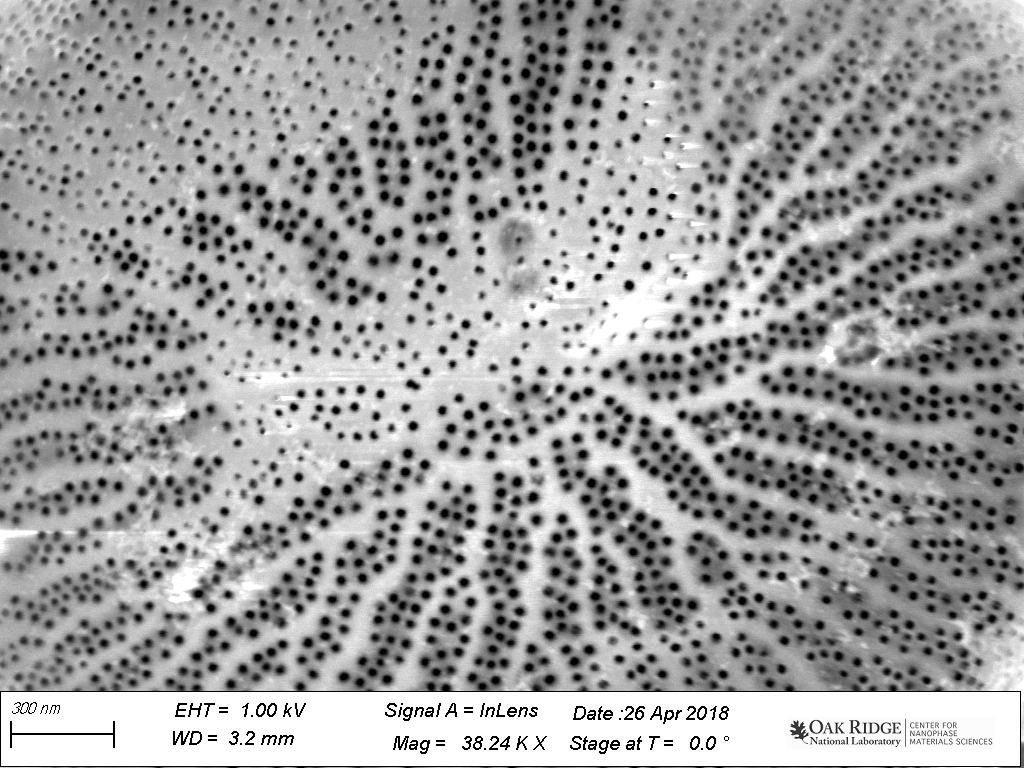 300 nm
EHT = 1.00 kV
Signal A = InLens
Date :26 Apr 2018
WD = 3.2 mm
Mag = 38.24 K X
Stage at T = 0.0 °
OAK RIDGE
National Laboratory
CENTER FOR
NANOPHASE
MATERIALS SCIENCES